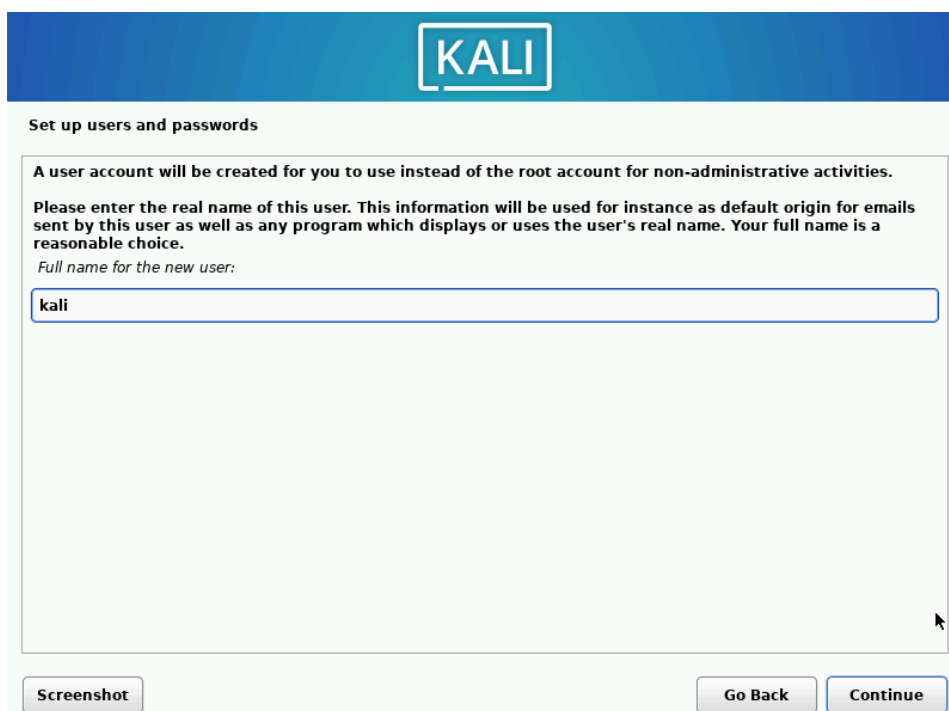 KALI
Set up users and passwords
A user account will be created for you to use instead of the root account for non-administrative activities.
Please enter the real name of this user. This information will be used for instance as default origin for emails
sent by this user as well as any program which displays or uses the user's real name. Your full name is a
reasonable choice.
Full name for the new user:
kali
Screenshot
Go Back
Continue